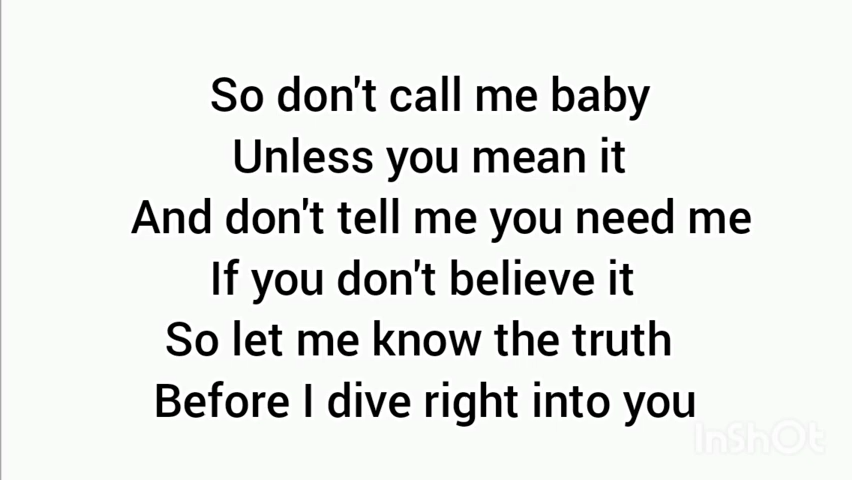 So don't call me baby
Unless you mean it
And don't tell me you need me
If you don't believe it
So let me know the truth
Before I dive right into you
InShOt